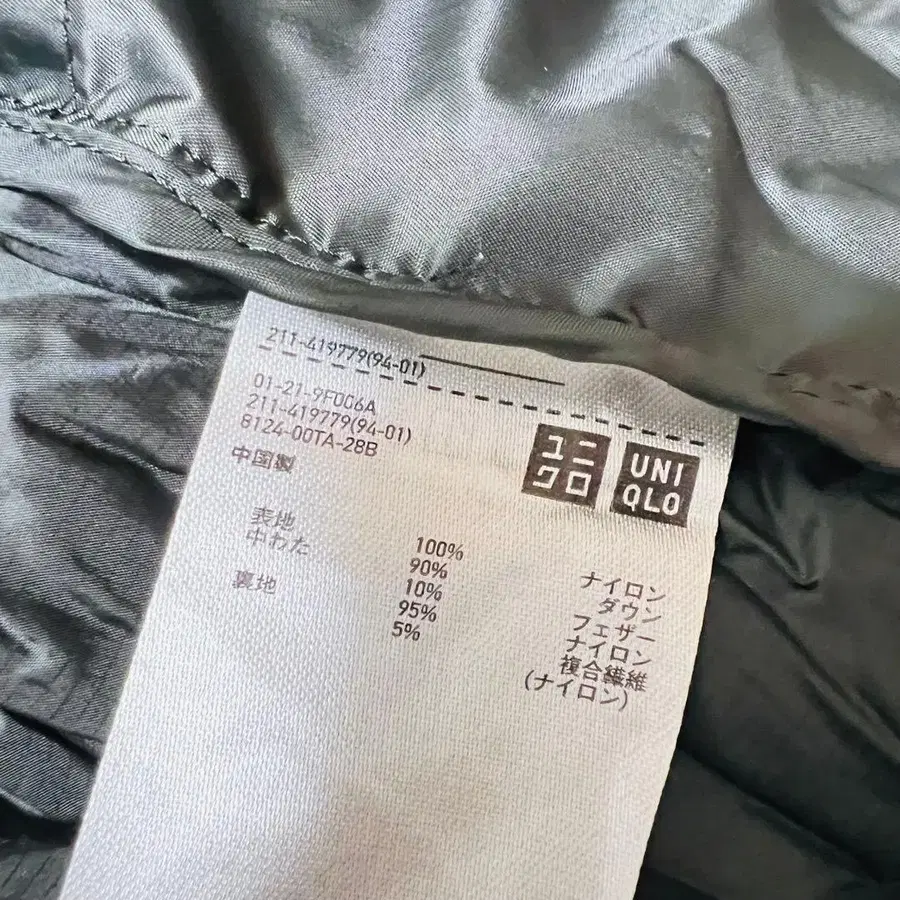 211-419779(94-01)
01-21-9F006A
211-419779(94-01)
8124-00TA-28B
中国製
ユニ
クロ
UNI
QLO
表地 100% ナイロン
中わた 90% ダウン
10% フェザー
裏地 95% ナイロン
5% 複合繊維
(ナイロン)